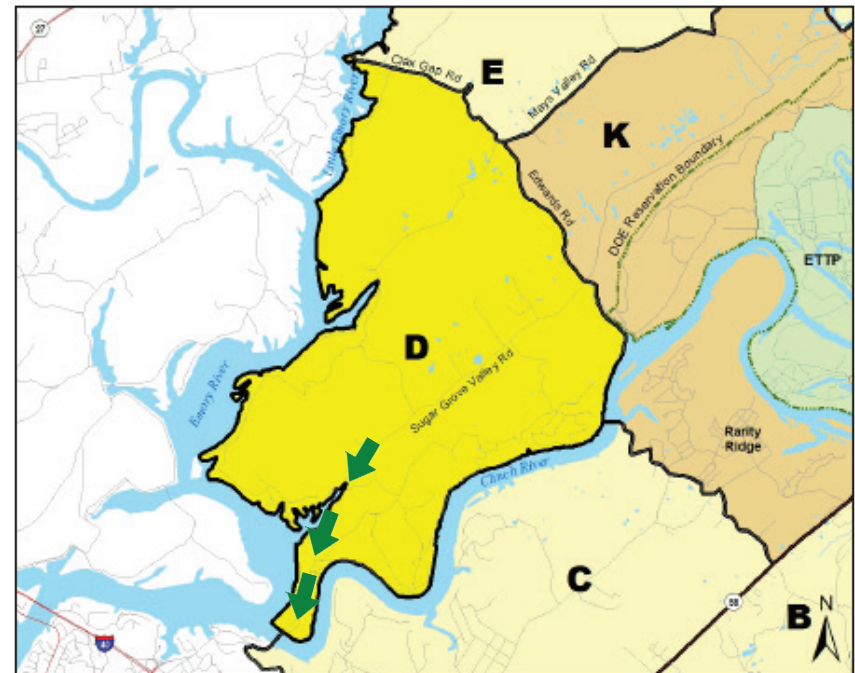 27
Clax Gap Rd
E
Mays Valley Rd
K
Little Emory River
Edwards Rd
DOE Reservation Boundary
ETTP
D
Emory River
Sugar Grove Valley Rd
Rarity
Ridge
Clinch River
C
58
B
N